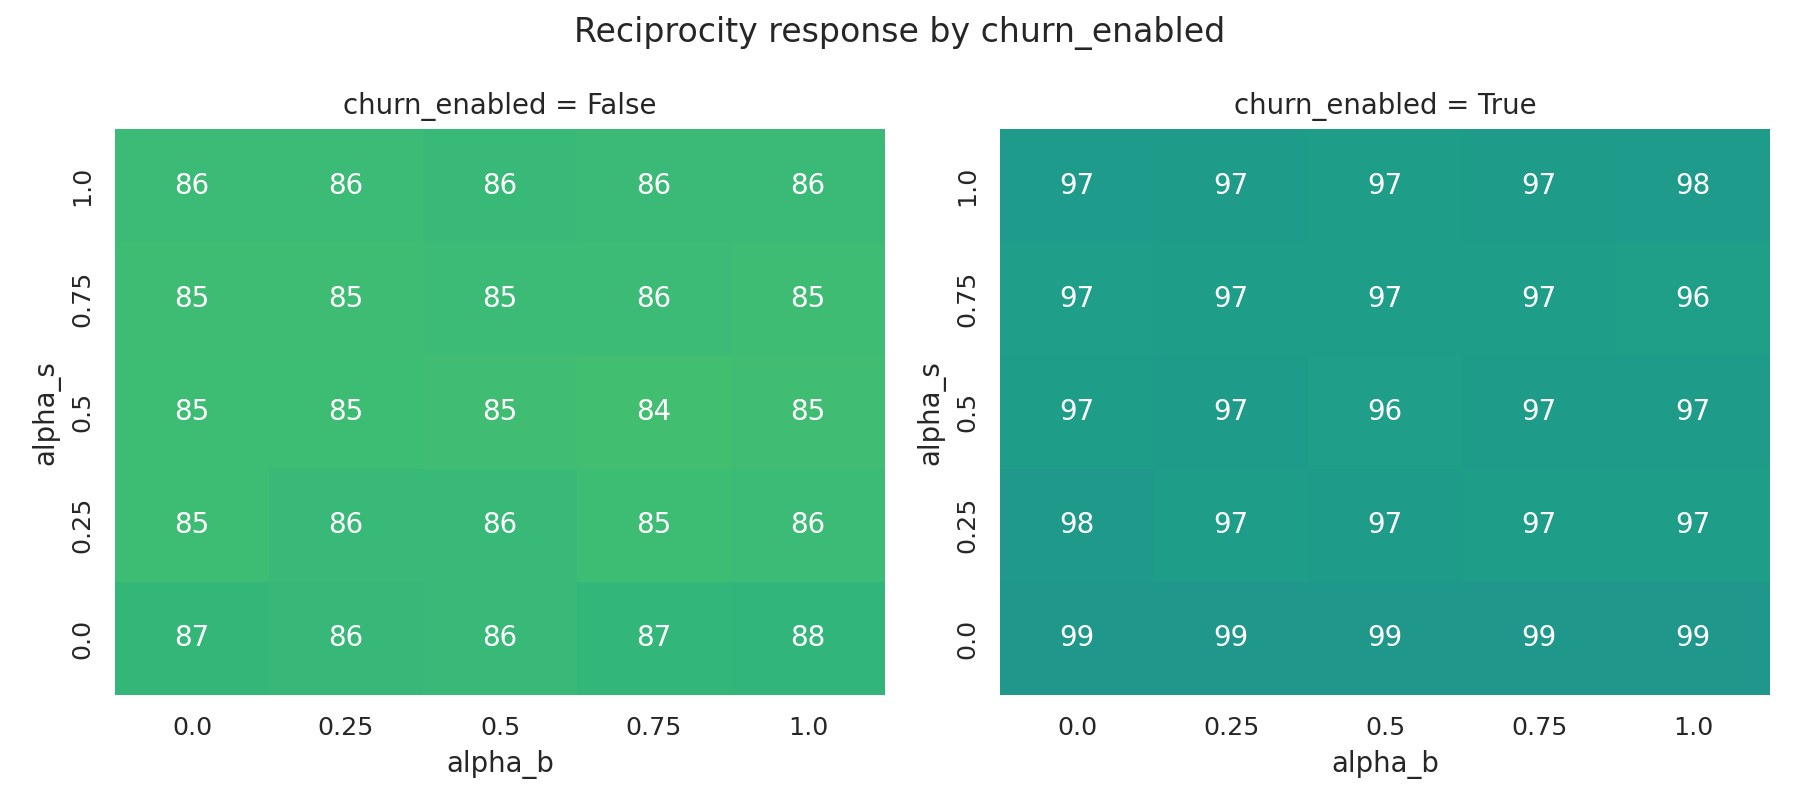 Reciprocity response by churn_enabled
churn_enabled = False
1.0 86 86 86 86 86
0.75 85 85 85 86 85
0.5 85 85 85 84 85
0.25 85 86 86 85 86
0.0 87 86 86 87 88
alpha_s
0.0 0.25 0.5 0.75 1.0
alpha_b
churn_enabled = True
1.0 97 97 97 97 98
0.75 97 97 97 97 96
0.5 97 97 96 97 97
0.25 98 97 97 97 97
0.0 99 99 99 99 99
alpha_s
0.0 0.25 0.5 0.75 1.0
alpha_b